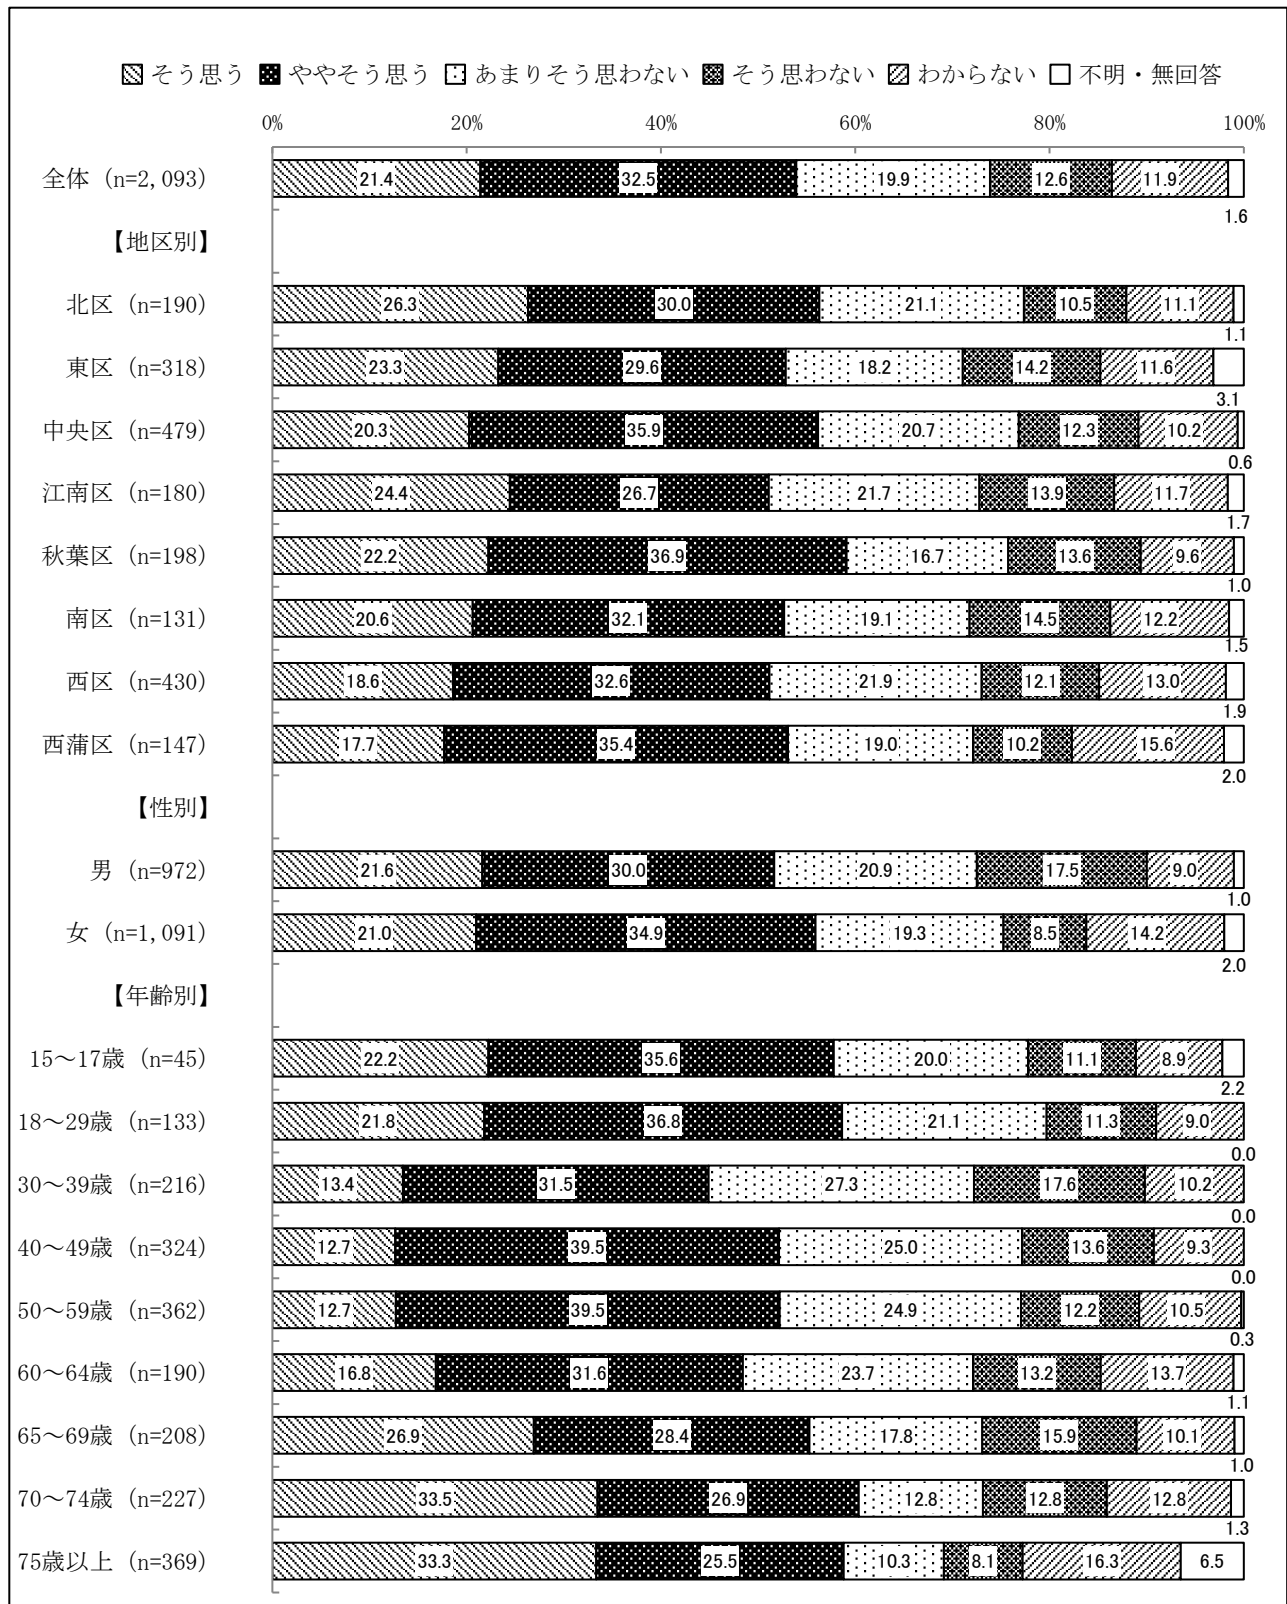 そう思う ややそう思う あまりそう思わない そう思わない わからない 不明・無回答
0% 20% 40% 60% 80% 100%
全体 (n=2,093) 21.4 32.5 19.9 12.6 11.9 1.6
【地区別】
北区 (n=190) 26.3 30.0 21.1 10.5 11.1 1.1
東区 (n=318) 23.3 29.6 18.2 14.2 11.6 3.1
中央区 (n=479) 20.3 35.9 20.7 12.3 10.2 0.6
江南区 (n=180) 24.4 26.7 21.7 13.9 11.7 1.7
秋葉区 (n=198) 22.2 36.9 16.7 13.6 9.6 1.0
南区 (n=131) 20.6 32.1 19.1 14.5 12.2 1.5
西区 (n=430) 18.6 32.6 21.9 12.1 13.0 1.9
西蒲区 (n=147) 17.7 35.4 19.0 10.2 15.6 2.0
【性別】
男 (n=972) 21.6 30.0 20.9 17.5 9.0 1.0
女 (n=1,091) 21.0 34.9 19.3 8.5 14.2 2.0
【年齢別】
15～17歳 (n=45) 22.2 35.6 20.0 11.1 8.9 2.2
18～29歳 (n=133) 21.8 36.8 21.1 11.3 9.0 0.0
30～39歳 (n=216) 13.4 31.5 27.3 17.6 10.2 0.0
40～49歳 (n=324) 12.7 39.5 25.0 13.6 9.3 0.0
50～59歳 (n=362) 12.7 39.5 24.9 12.2 10.5 0.3
60～64歳 (n=190) 16.8 31.6 23.7 13.2 13.7 1.1
65～69歳 (n=208) 26.9 28.4 17.8 15.9 10.1 1.0
70～74歳 (n=227) 33.5 26.9 12.8 12.8 12.8 1.3
75歳以上 (n=369) 33.3 25.5 10.3 8.1 16.3 6.5